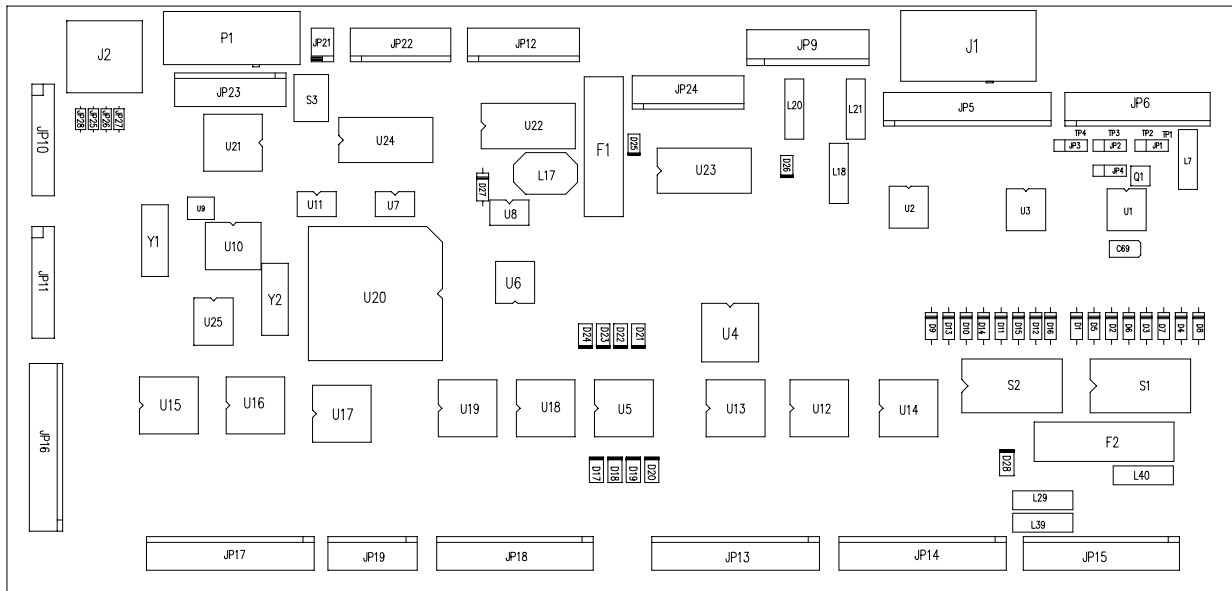 J2
P1
JP21
JP22
JP12
JP9
J1
JP23
S3
JP24
L20
L21
JP5
JP6
JP28
JP25
JP26
JP27
JP10
U21
U24
U22
F1
D25
TP4
TP3
TP2
TP1
JP3
JP2
JP1
L7
L17
U23
D26
L18
JP4
Q1
D27
U9
U11
U7
U8
U2
U3
U1
Y1
U10
C69
JP11
Y2
U20
U6
U25
U4
D24
D23
D22
D21
D9
D13
D10
D14
D11
D15
D12
D16
D1
D5
D2
D6
D3
D7
D4
D8
S2
S1
U15
U16
U17
U19
U18
U5
U13
U12
U14
JP16
F2
D17
D18
D19
D20
D28
L40
L29
L39
JP17
JP19
JP18
JP13
JP14
JP15